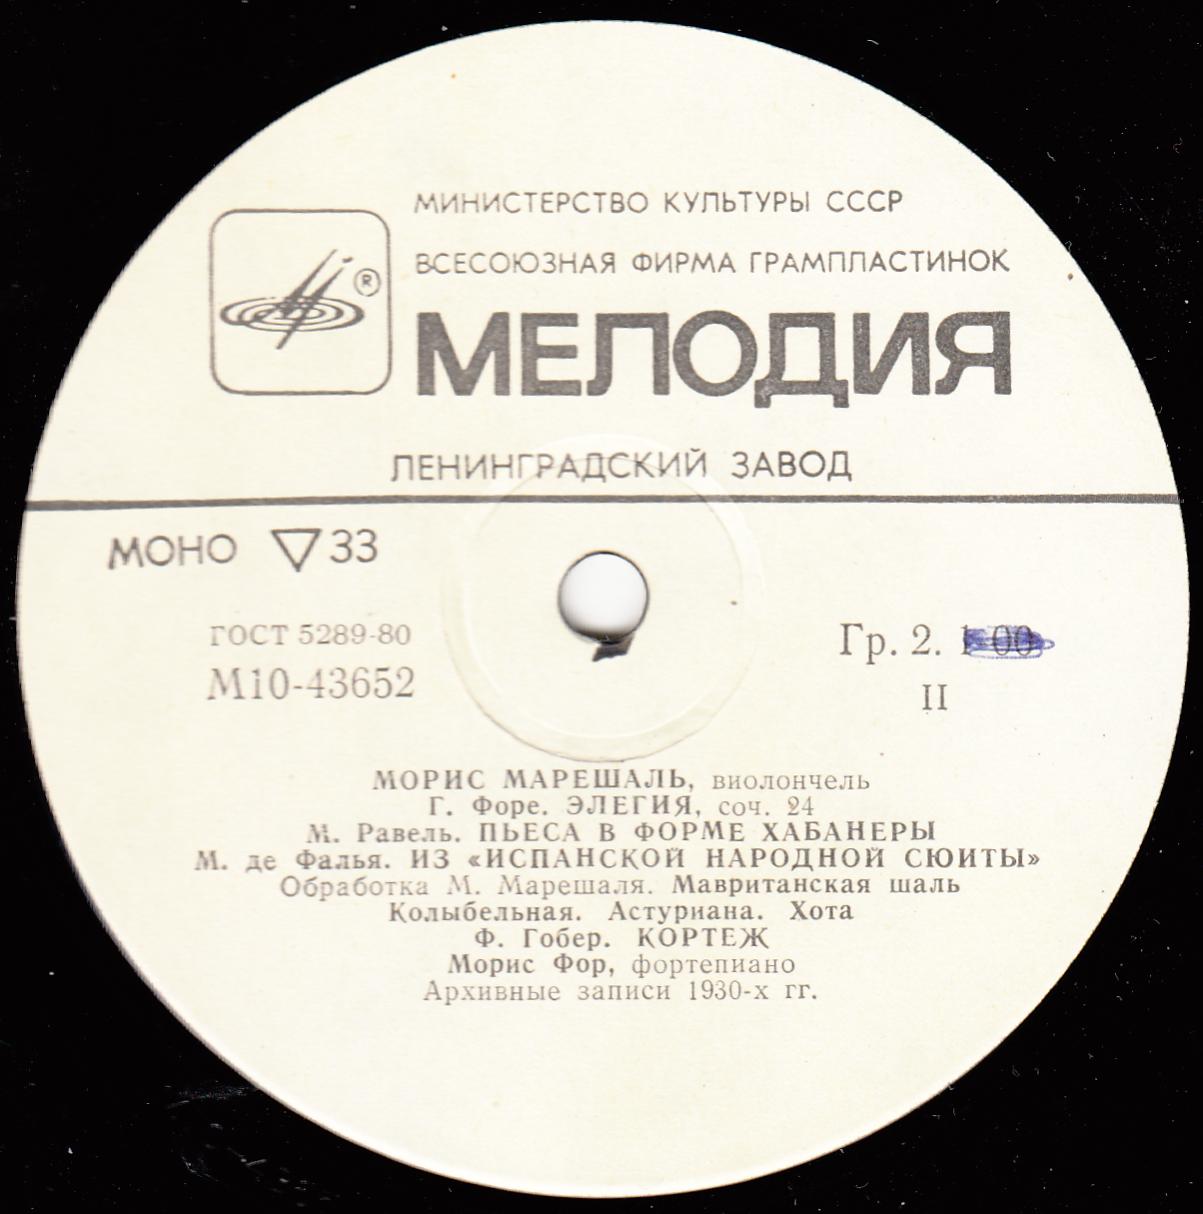 МИНИСТЕРСТВО КУЛЬТУРЫ СССР
ВСЕСОЮЗНАЯ ФИРМА ГРАМПЛАСТИНОК
®
МЕЛОДИЯ
ЛЕНИНГРАДСКИЙ ЗАВОД
МОНО ▽33
ГОСТ 5289-80
Гр. 2. 1-00
М10-43652
II
МОРИС МАРЕШАЛЬ, виолончель
Г. Форе. ЭЛЕГИЯ, соч. 24
М. Равель. ПЬЕСА В ФОРМЕ ХАБАНЕРЫ
М. де Фалья. ИЗ «ИСПАНСКОЙ НАРОДНОЙ СЮИТЫ»
Обработка М. Марешаля. Мавританская шаль
Колыбельная. Астуриана. Хота
Ф. Гобер. КОРТЕЖ
Морис Фор, фортепиано
Архивные записи 1930-х гг.